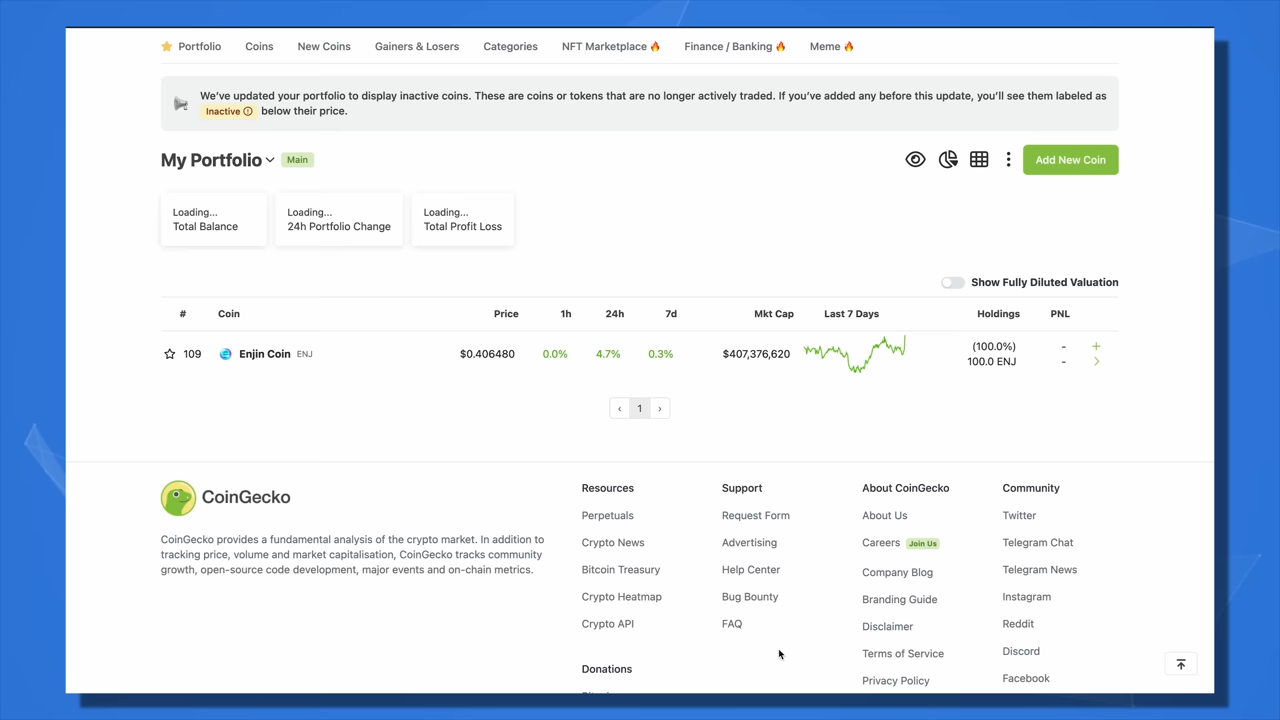 Portfolio Coins New Coins Gainers & Losers Categories NFT Marketplace 🔥 Finance / Banking 🔥 Meme 🔥
We've updated your portfolio to display inactive coins. These are coins or tokens that are no longer actively traded. If you've added any before this update, you'll see them labeled as
Inactive below their price.
My Portfolio Main Add New Coin
Loading... Loading... Loading...
Total Balance 24h Portfolio Change Total Profit Loss
Show Fully Diluted Valuation
# Coin Price 1h 24h 7d Mkt Cap Last 7 Days Holdings PNL
109 Enjin Coin ENJ $0.406480 0.0% 4.7% 0.3% $407,376,620 (100.0%) - +
100.0 ENJ - >
‹ 1 ›
CoinGecko
CoinGecko provides a fundamental analysis of the crypto market. In addition to
tracking price, volume and market capitalisation, CoinGecko tracks community
growth, open-source code development, major events and on-chain metrics.
Resources
Perpetuals
Crypto News
Bitcoin Treasury
Crypto Heatmap
Crypto API
Donations
Support
Request Form
Advertising
Help Center
Bug Bounty
FAQ
About CoinGecko
About Us
Careers Join Us
Company Blog
Branding Guide
Disclaimer
Terms of Service
Privacy Policy
Community
Twitter
Telegram Chat
Telegram News
Instagram
Reddit
Discord
Facebook